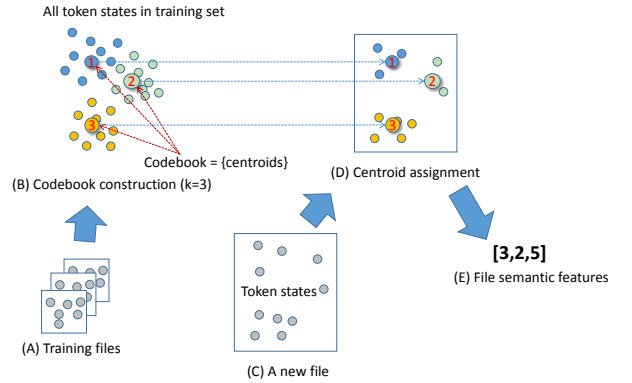 All token states in training set
1
2
3
1
2
3
Codebook = {centroids}
(B) Codebook construction (k=3)
(D) Centroid assignment
[3,2,5]
(E) File semantic features
Token states
(A) Training files
(C) A new file